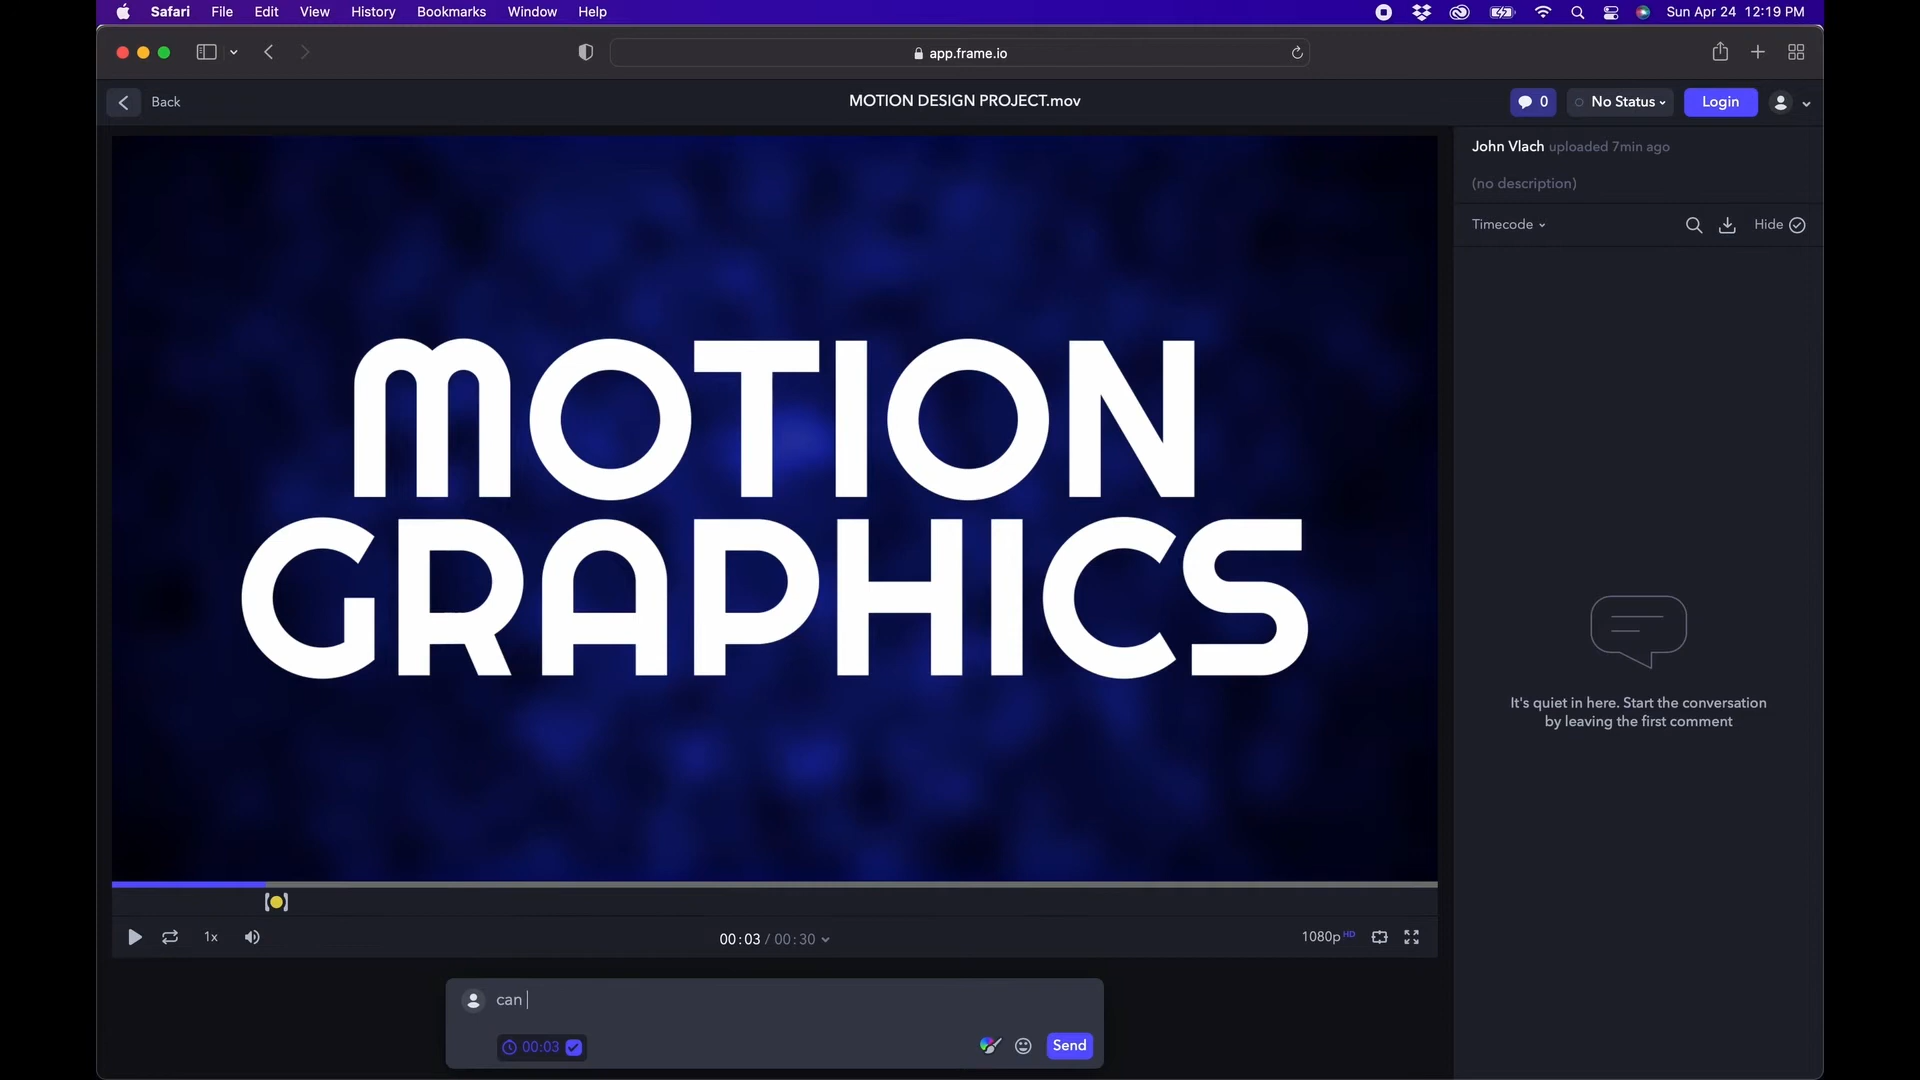 Safari File Edit View History Bookmarks Window Help Sun Apr 24 12:19 PM
app.frame.io
Back MOTION DESIGN PROJECT.mov 0 No Status Login
John Vlach uploaded 7min ago
(no description)
Timecode Hide
MOTION
GRAPHICS
It's quiet in here. Start the conversation
by leaving the first comment
1x 00:03 / 00:30 1080p HD
can
00:03 Send